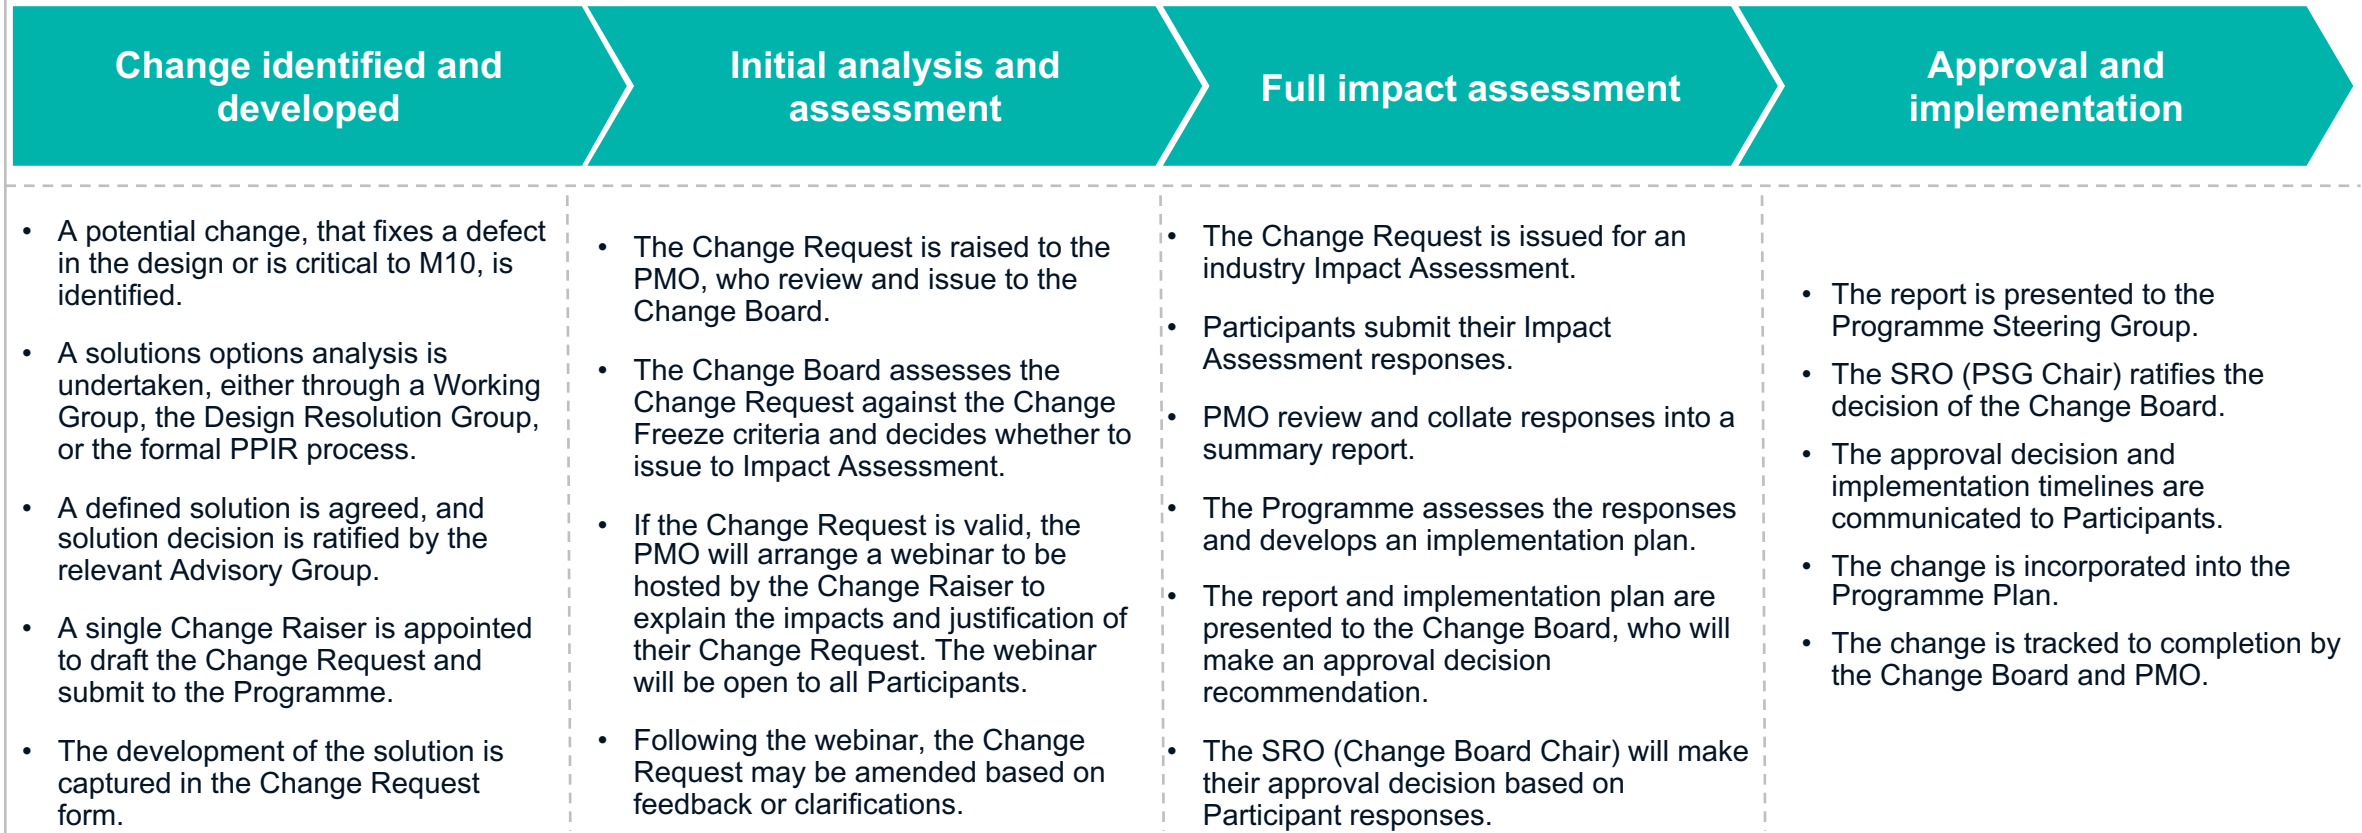 Change identified and
developed
Initial analysis and
assessment
Full impact assessment
Approval and
implementation
• A potential change, that fixes a defect
in the design or is critical to M10, is
identified.
• A solutions options analysis is
undertaken, either through a Working
Group, the Design Resolution Group,
or the formal PPIR process.
• A defined solution is agreed, and
solution decision is ratified by the
relevant Advisory Group.
• A single Change Raiser is appointed
to draft the Change Request and
submit to the Programme.
• The development of the solution is
captured in the Change Request
form.
• The Change Request is raised to the
PMO, who review and issue to the
Change Board.
• The Change Board assesses the
Change Request against the Change
Freeze criteria and decides whether to
issue to Impact Assessment.
• If the Change Request is valid, the
PMO will arrange a webinar to be
hosted by the Change Raiser to
explain the impacts and justification of
their Change Request. The webinar
will be open to all Participants.
• Following the webinar, the Change
Request may be amended based on
feedback or clarifications.
• The Change Request is issued for an
industry Impact Assessment.
• Participants submit their Impact
Assessment responses.
• PMO review and collate responses into a
summary report.
• The Programme assesses the responses
and develops an implementation plan.
• The report and implementation plan are
presented to the Change Board, who will
make an approval decision
recommendation.
• The SRO (Change Board Chair) will make
their approval decision based on
Participant responses.
• The report is presented to the
Programme Steering Group.
• The SRO (PSG Chair) ratifies the
decision of the Change Board.
• The approval decision and
implementation timelines are
communicated to Participants.
• The change is incorporated into the
Programme Plan.
• The change is tracked to completion by
the Change Board and PMO.